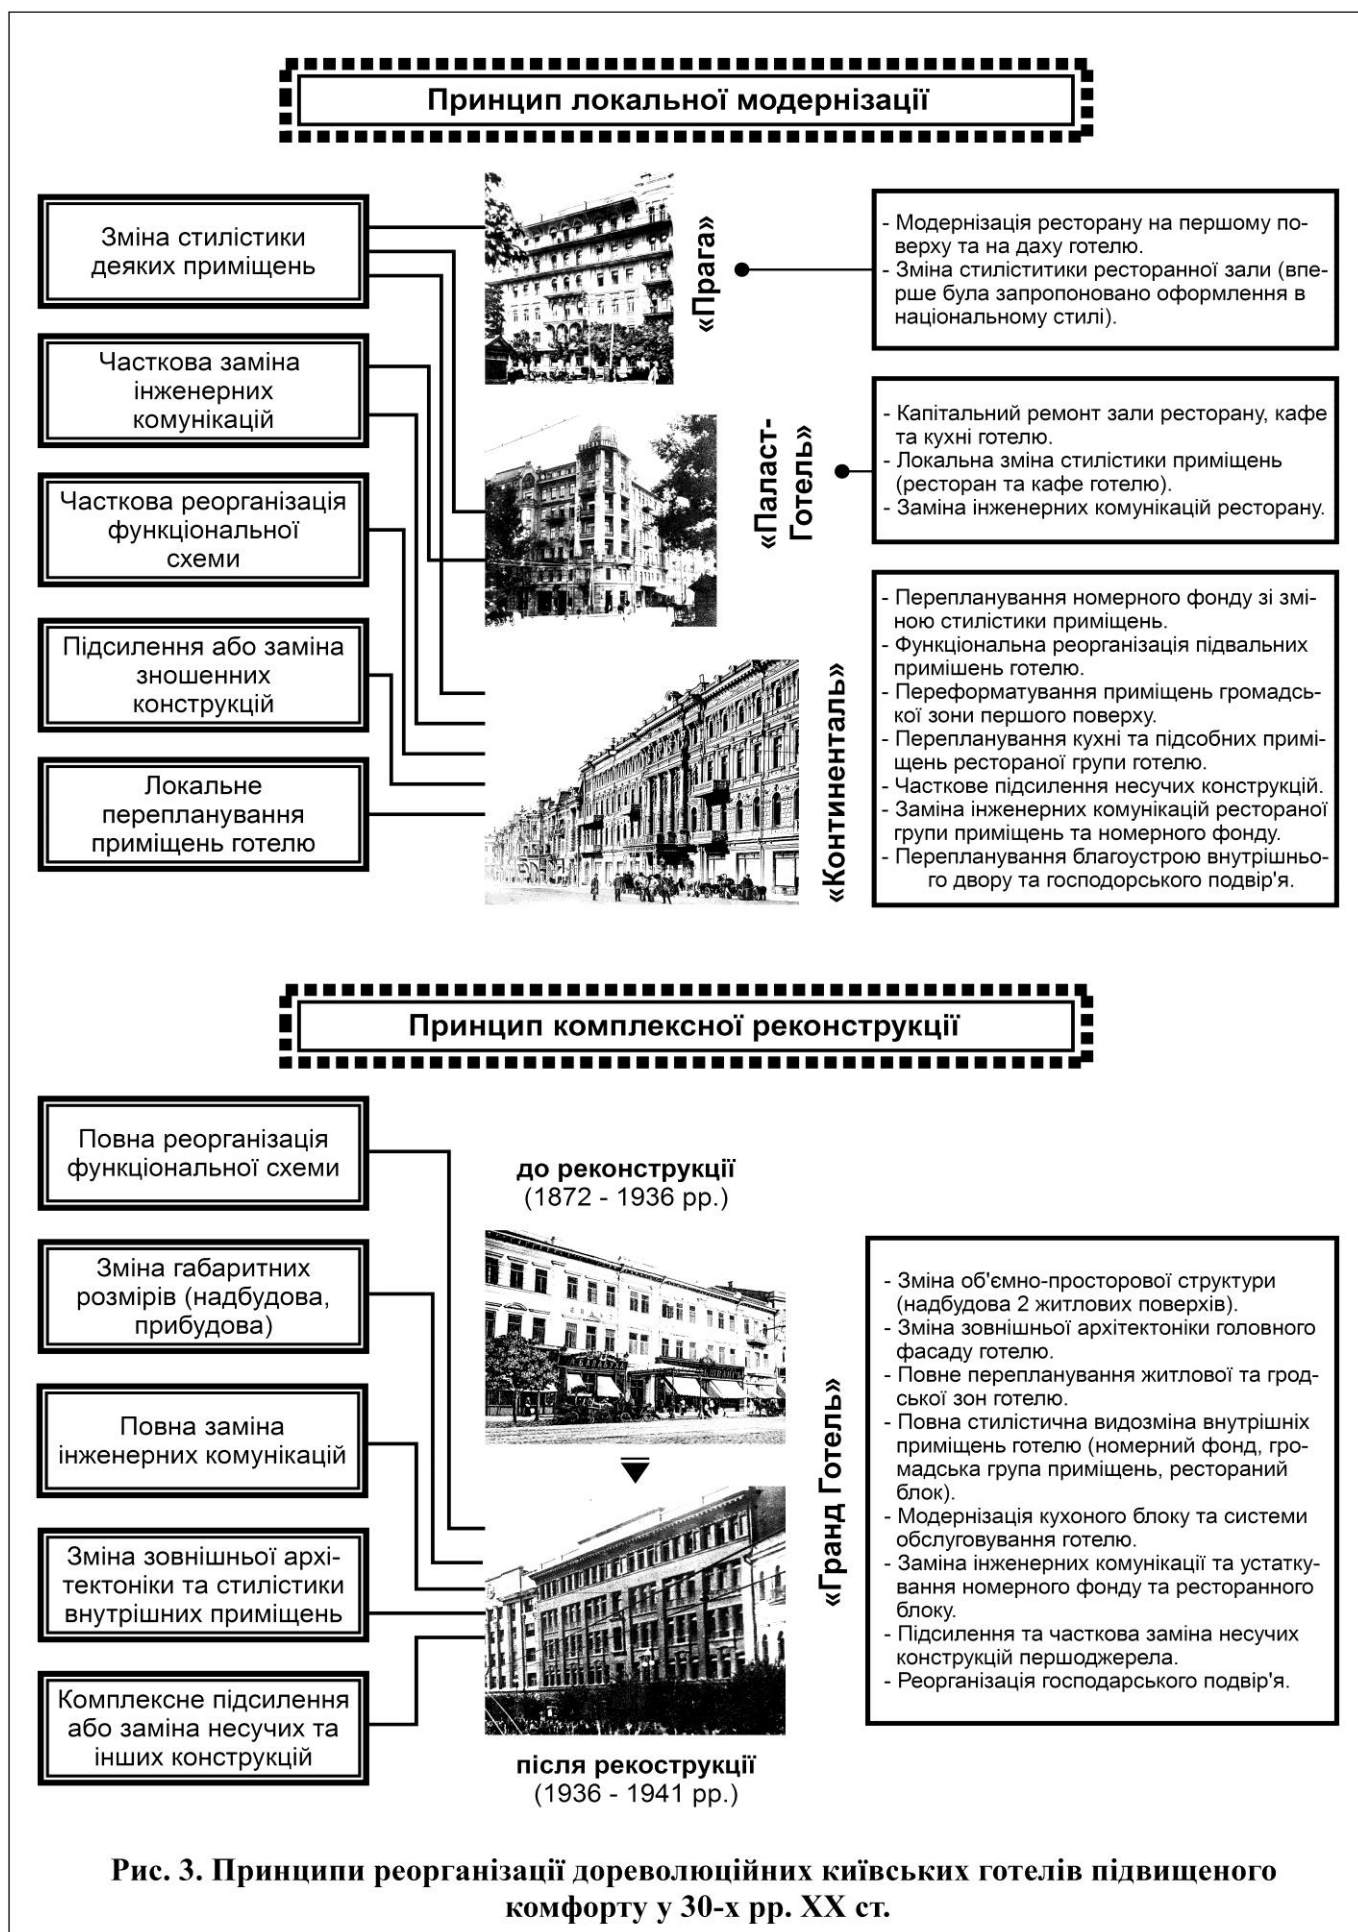 Принцип локальної модернізації
Зміна стилістики
деяких приміщень
Часткова заміна
інженерних
комунікацій
Часткова реорганізація
функціональної
схеми
Підсилення або заміна
зношенних
конструкцій
Локальне
перепланування
приміщень готелю
«Прага»
- Модернізація ресторану на першому по-
верху та на даху готелю.
- Зміна стиліститики ресторанної зали (впе-
рше була запропоновано оформлення в
національному стилі).
«Паласт-
Готель»
- Капітальний ремонт зали ресторану, кафе
та кухні готелю.
- Локальна зміна стилістики приміщень
(ресторан та кафе готелю).
- Заміна інженерних комунікацій ресторану.
«Континенталь»
- Перепланування номерного фонду зі змі-
ною стилістики приміщень.
- Функціональна реорганізація підвальних
примішень готелю.
- Переформатування приміщень громадсь-
кої зони першого поверху.
- Перепланування кухні та підсобних примі-
щень рестораної групи готелю.
- Часткове підсилення несучих конструкцій.
- Заміна інженерних комунікацій рестораної
групи приміщень та номерного фонду.
- Перепланування благоустрою внутрішньо-
го двору та господорського подвір'я.
Принцип комплексної реконструкції
Повна реорганізація
функціональної схеми
Зміна габаритних
розмірів (надбудова,
прибудова)
Повна заміна
інженерних комунікацій
Зміна зовнішньої архі-
тектоніки та стилістики
внутрішних приміщень
Комплексне підсилення
або заміна несучих та
інших конструкцій
до реконструкції
(1872 - 1936 рр.)
після рекострукції
(1936 - 1941 рр.)
«Гранд Готель»
- Зміна об'ємно-просторової структури
(надбудова 2 житлових поверхів).
- Зміна зовнішньої архітектоніки головного
фасаду готелю.
- Повне перепланування житлової та грод-
ської зон готелю.
- Повна стилістична видозміна внутрішніх
приміщень готелю (номерний фонд, гро-
мадська група приміщень, рестораний
блок).
- Модернізація кухоного блоку та системи
обслуговування готелю.
- Заміна інженерних комунікації та устатку-
вання номерного фонду та ресторанного
блоку.
- Підсилення та часткова заміна несучих
конструкцій першоджерела.
- Реорганізація господарського подвір'я.
Рис. 3. Принципи реорганізації дореволюційних київських готелів підвищеного
комфорту у 30-х рр. XX ст.